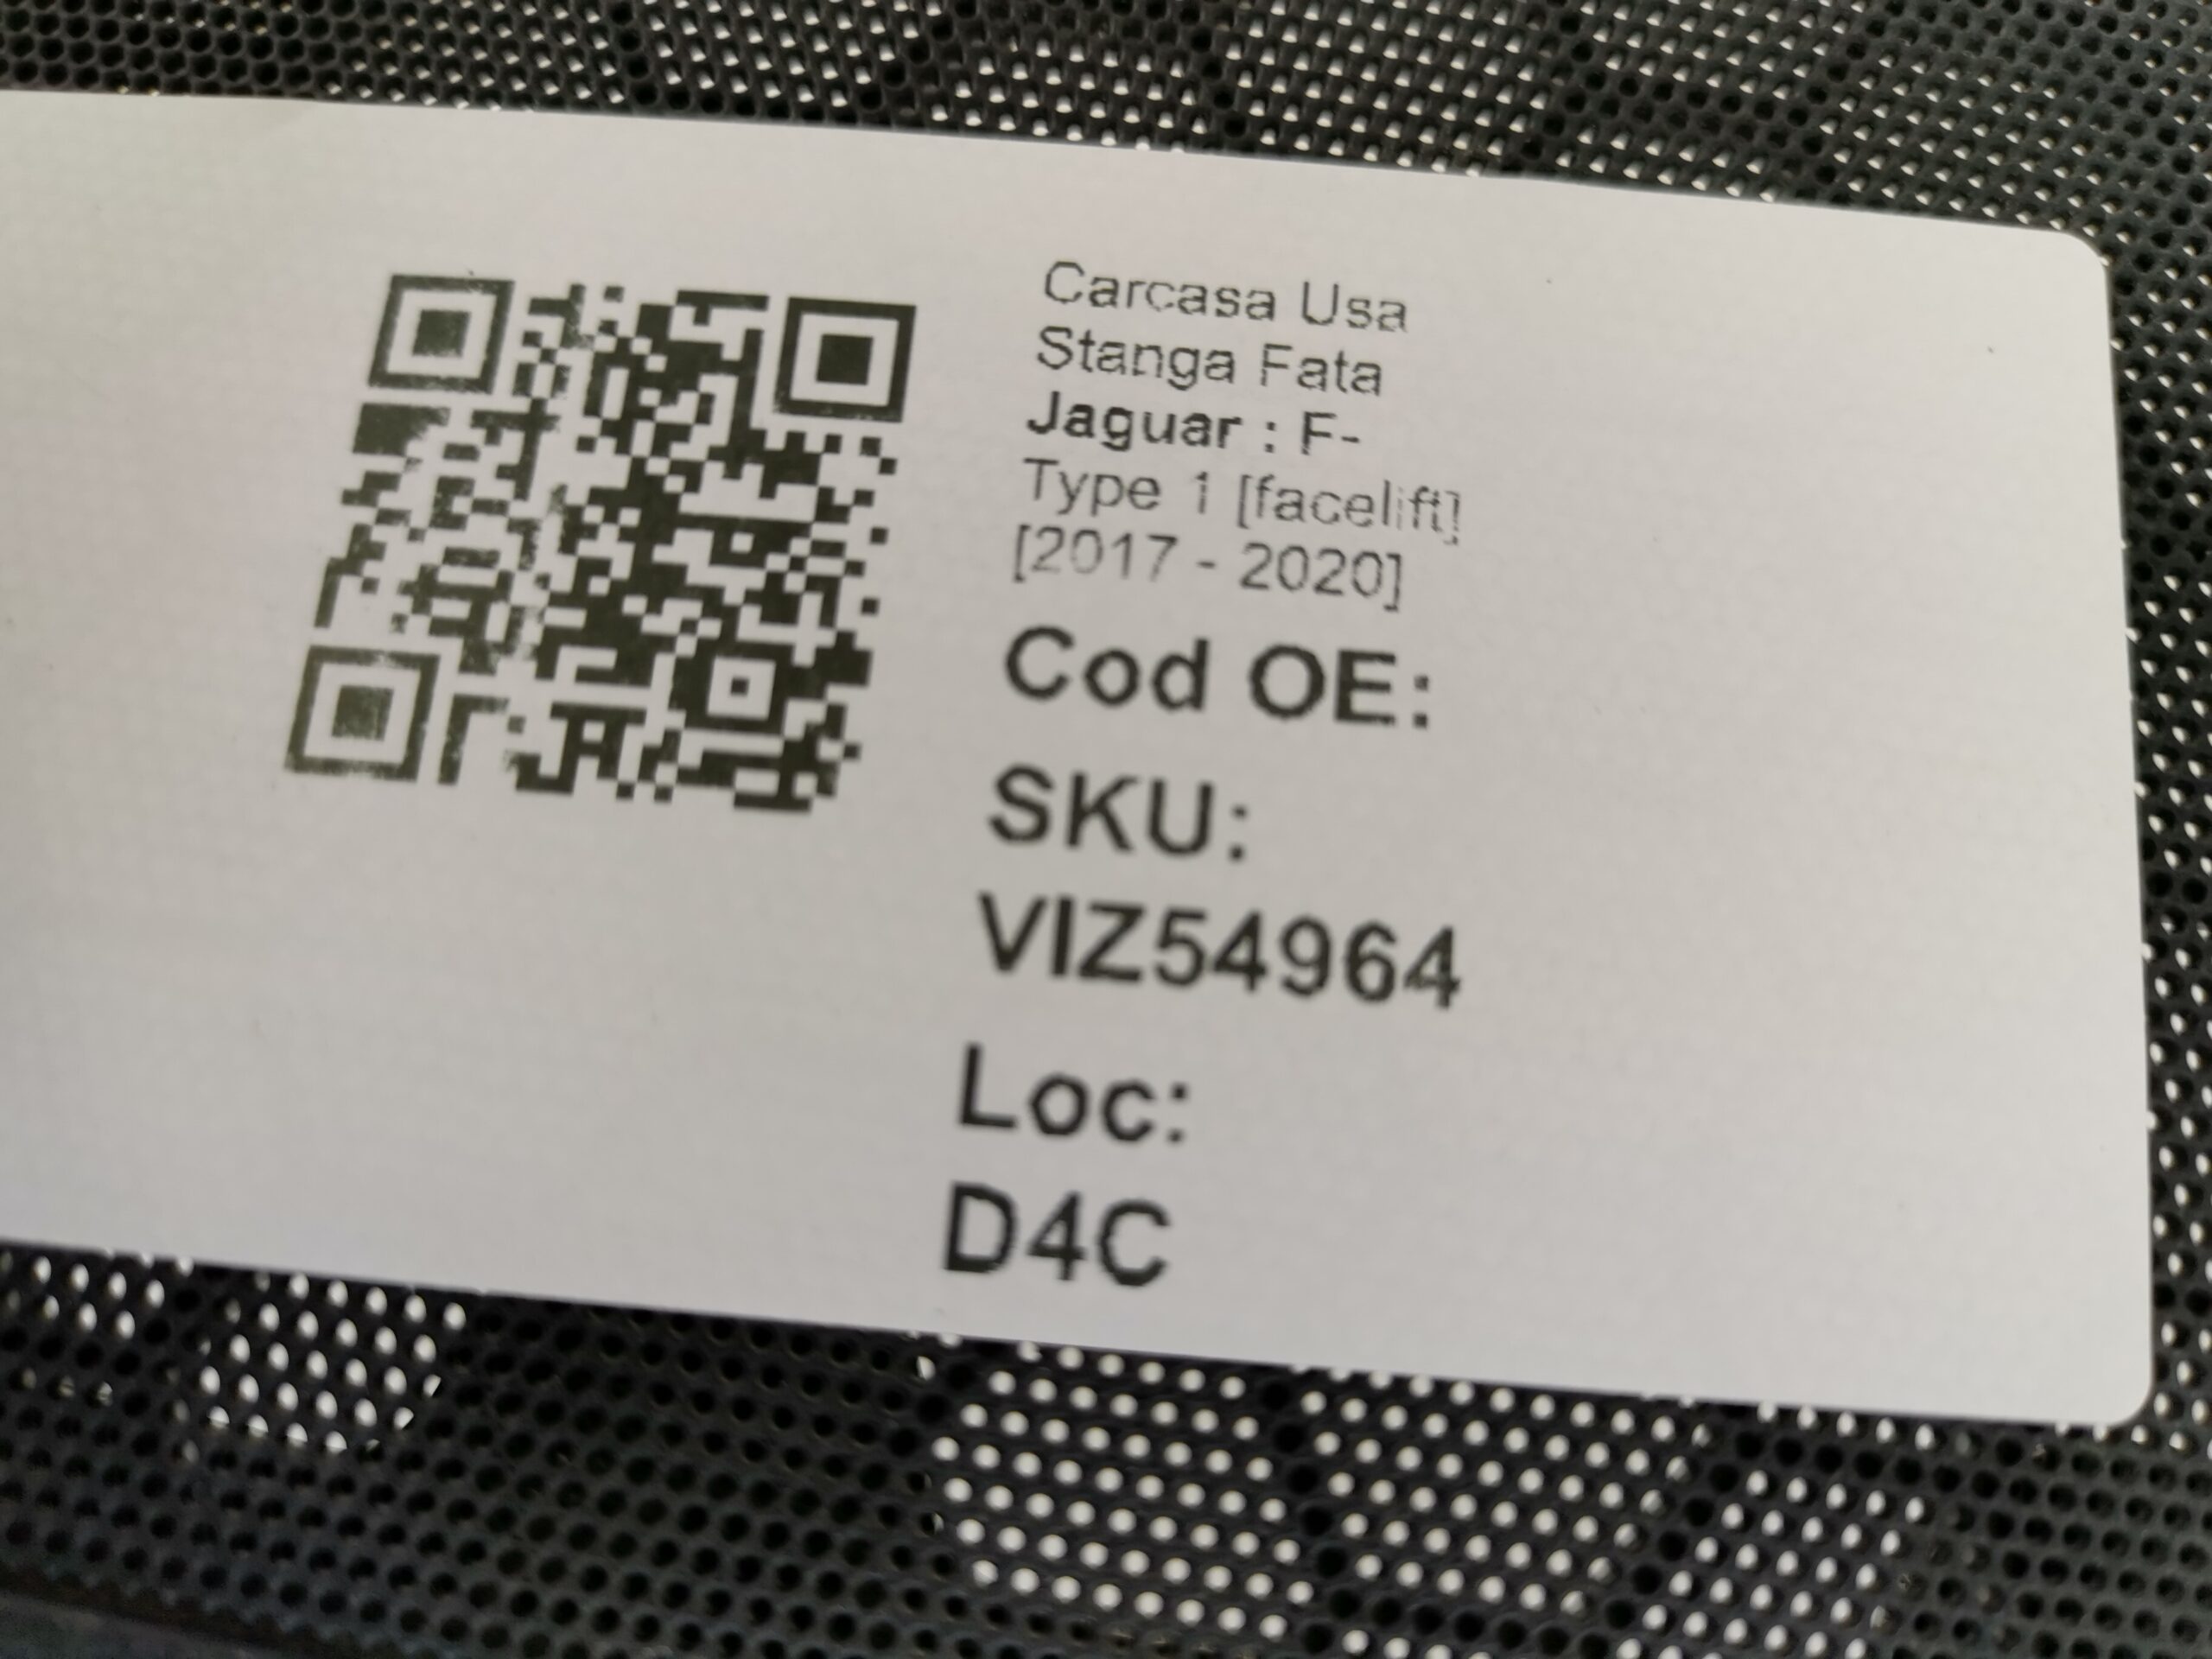 Carcasa Usa
Stanga Fata
Jaguar : F-
Type 1 [facelift]
[2017 - 2020]
Cod OE:
SKU:
VIZ54964
Loc:
D4C